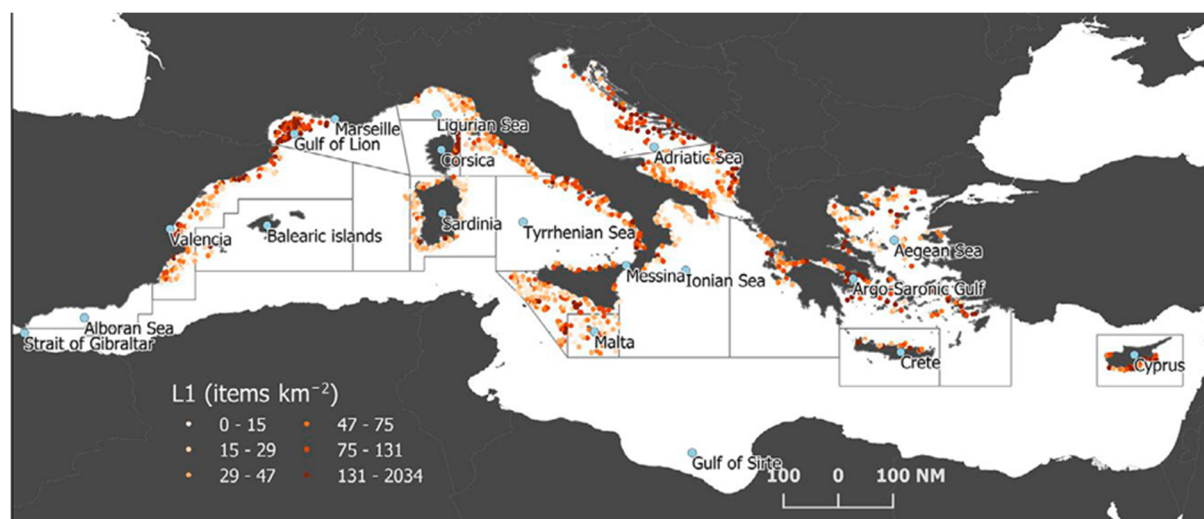 Marseille
Ligurian Sea
Gulf of Lion
Corsica
Adriatic Sea
Valencia
Balearic islands
Sardinia
Tyrrhenian Sea
Aegean Sea
Messina
Ionian Sea
Argo-Saronic Gulf
Alboran Sea
Strait of Gibraltar
Malta
Crete
Cyprus
L1 (items km⁻²)
0 - 15
47 - 75
15 - 29
75 - 131
29 - 47
131 - 2034
Gulf of Sirte
100 0 100 NM